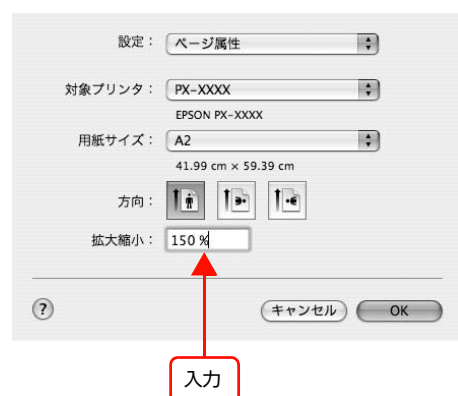 設定： ページ属性
対象プリンタ： PX-XXXX
EPSON PX-XXXX
用紙サイズ： A2
41.99 cm × 59.39 cm
方向：
拡大縮小： 150 %
? キャンセル OK
入力